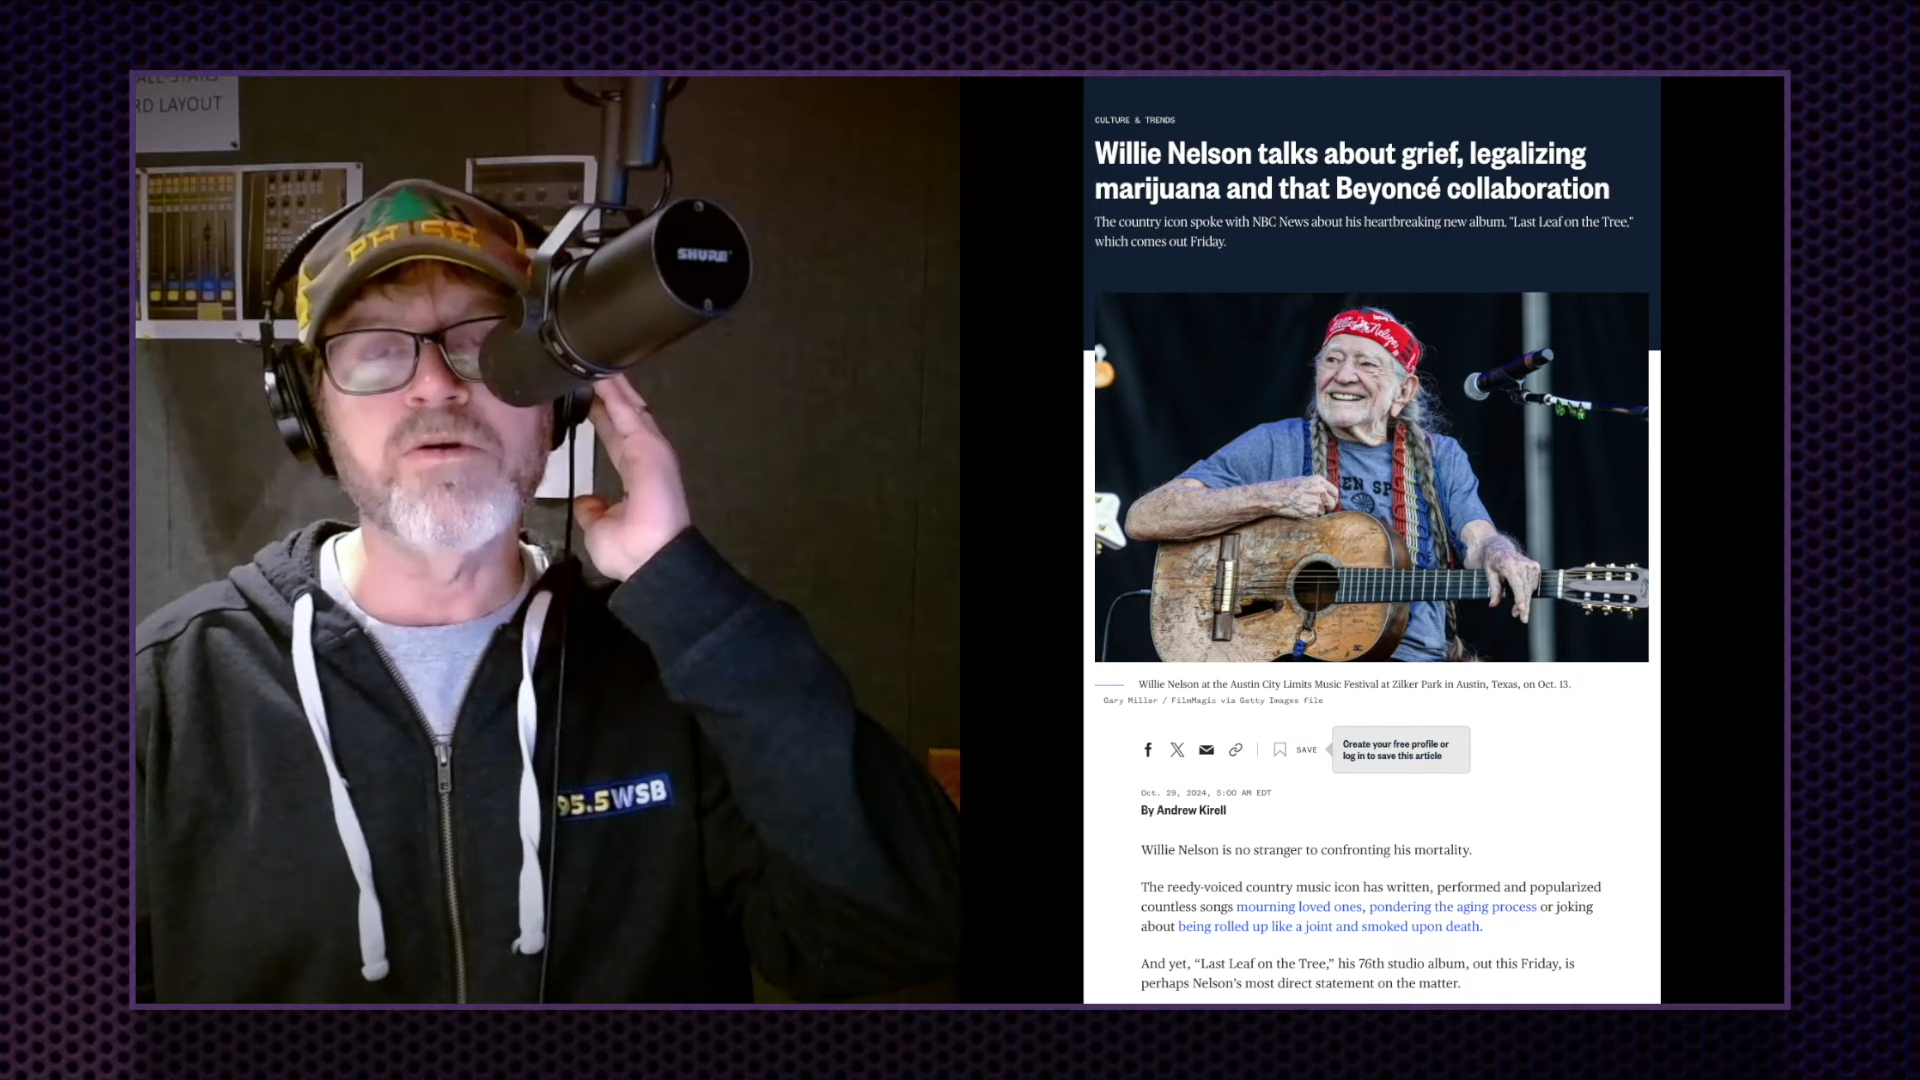 ALL-STARS
RD LAYOUT
PHISH
SHURE
95.5WSB
CULTURE & TRENDS
Willie Nelson talks about grief, legalizing
marijuana and that Beyoncé collaboration
The country icon spoke with NBC News about his heartbreaking new album, "Last Leaf on the Tree,"
which comes out Friday.
Willie Nelson
EN SP
Willie Nelson at the Austin City Limits Music Festival at Zilker Park in Austin, Texas, on Oct. 13.
Gary Miller / FilmMagic via Getty Images file
SAVE
Create your free profile or
log in to save this article
Oct. 29, 2024, 5:00 AM EDT
By Andrew Kirell
Willie Nelson is no stranger to confronting his mortality.
The reedy-voiced country music icon has written, performed and popularized
countless songs mourning loved ones, pondering the aging process or joking
about being rolled up like a joint and smoked upon death.
And yet, “Last Leaf on the Tree,” his 76th studio album, out this Friday, is
perhaps Nelson’s most direct statement on the matter.